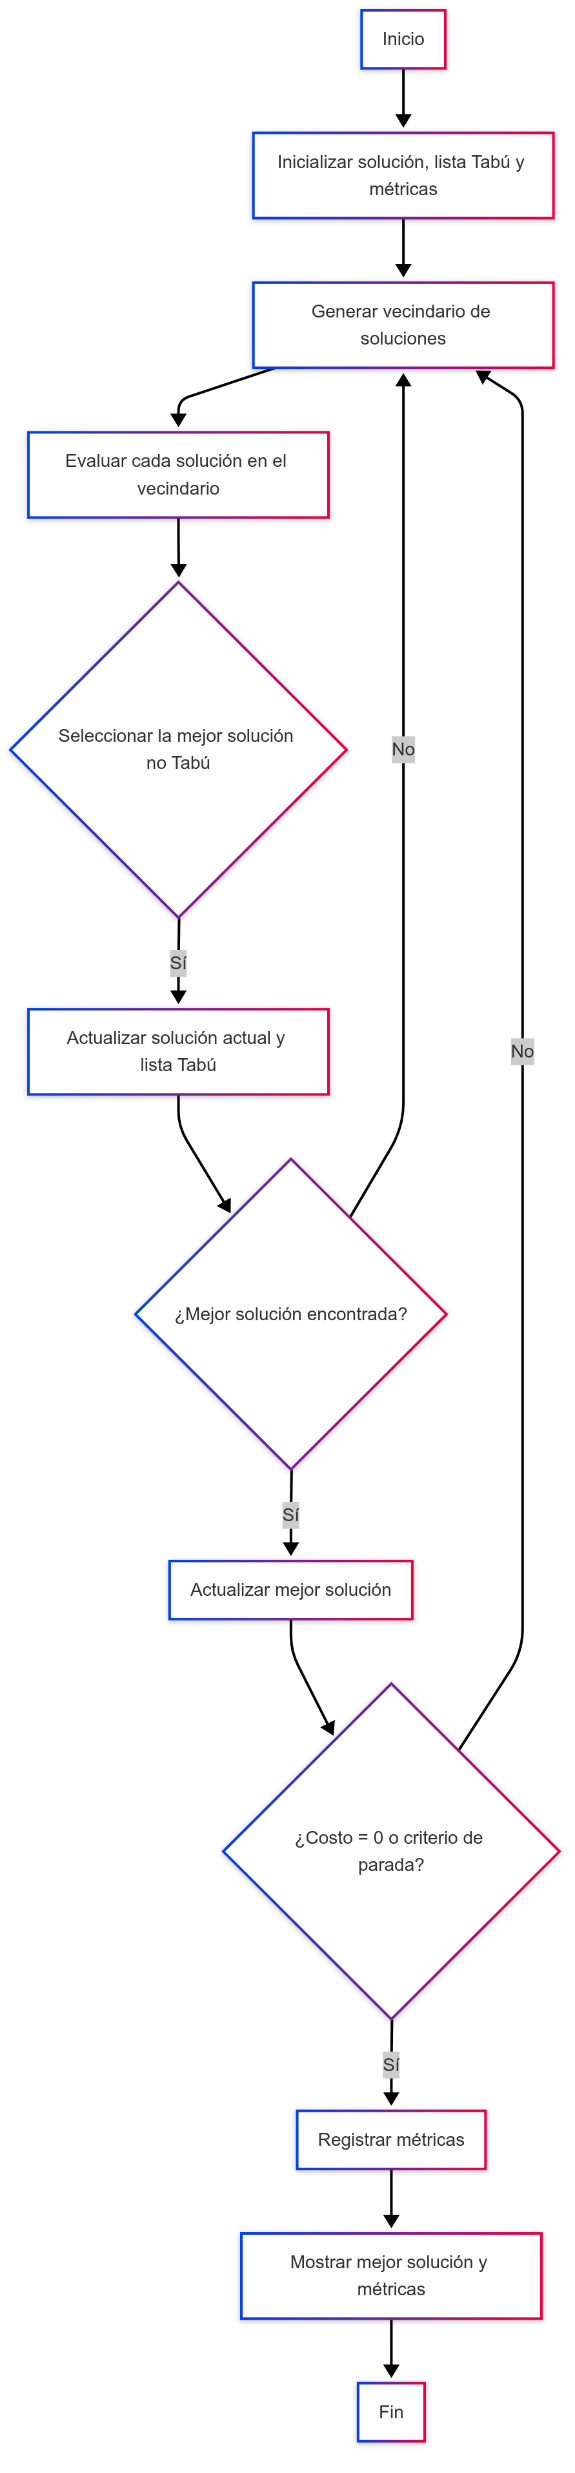 Inicio
Inicializar solución, lista Tabú y
métricas
Generar vecindario de
soluciones
Evaluar cada solución en el
vecindario
Seleccionar la mejor solución
no Tabú
No
Sí
Actualizar solución actual y
lista Tabú
No
¿Mejor solución encontrada?
Sí
Actualizar mejor solución
¿Costo = 0 o criterio de
parada?
Sí
Registrar métricas
Mostrar mejor solución y
métricas
Fin